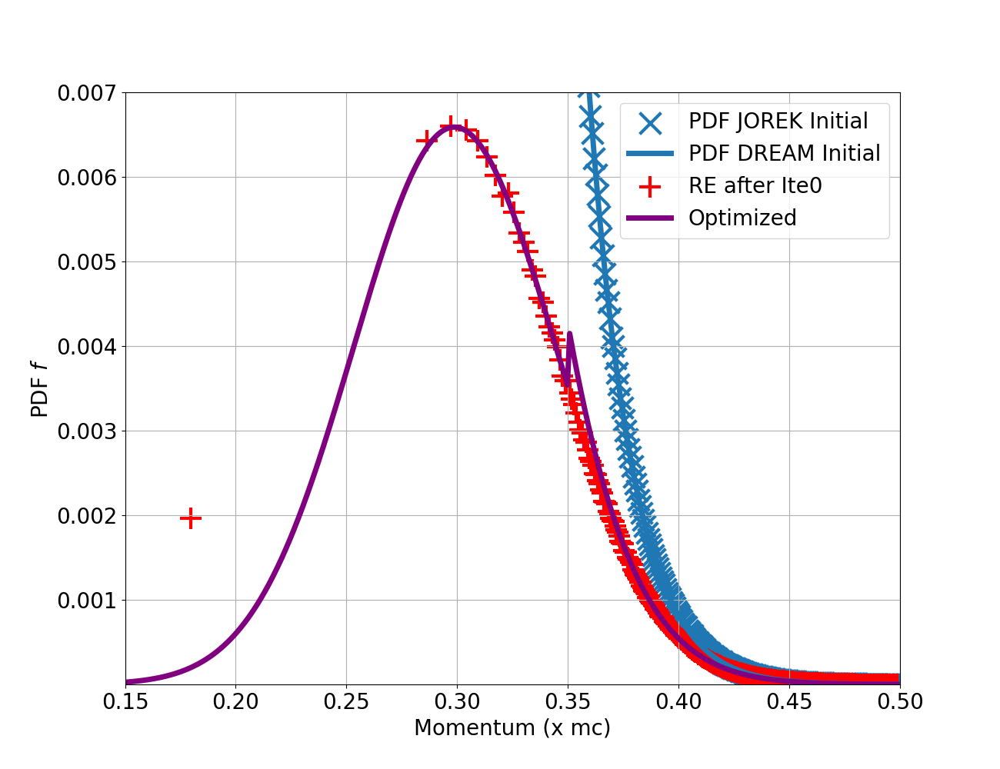 0.007
0.006
0.005
0.004
0.003
0.002
0.001
PDF f
0.15 0.20 0.25 0.30 0.35 0.40 0.45 0.50
Momentum (x mc)
PDF JOREK Initial
PDF DREAM Initial
RE after Ite0
Optimized